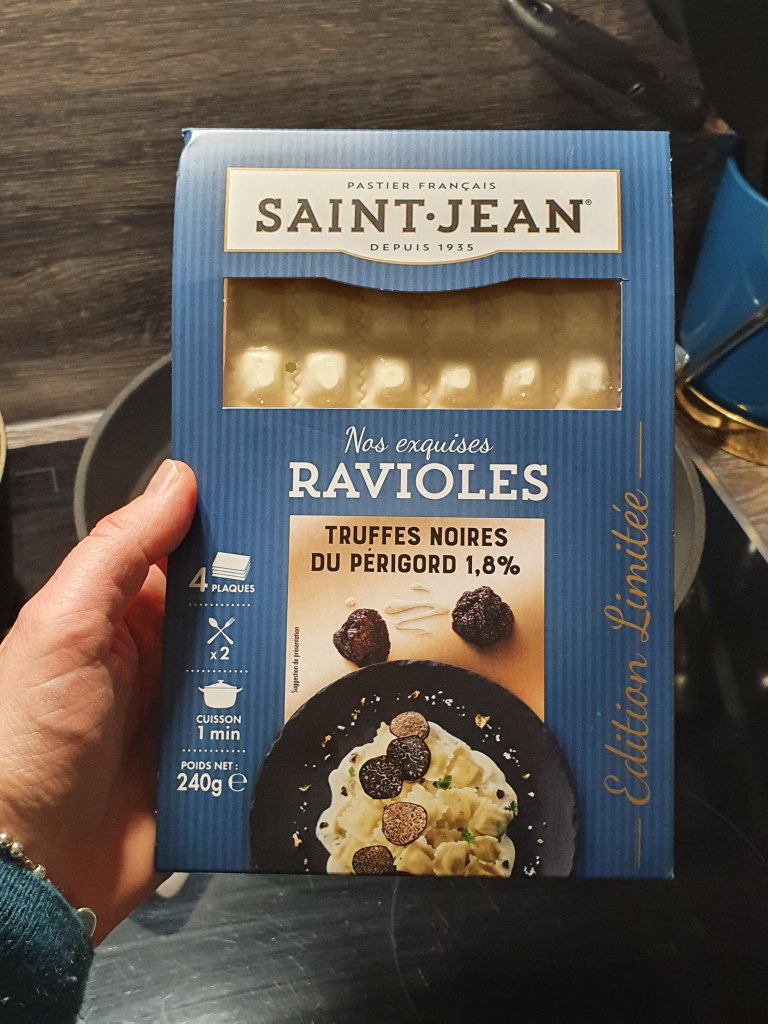 PASTIER FRANÇAIS
SAINT·JEAN®
DEPUIS 1935
Nos exquises
RAVIOLES
TRUFFES NOIRES
DU PÉRIGORD 1,8%
Suggestion de présentation
4 PLAQUES
x2
CUISSON
1 min
POIDS NET :
240g e
Edition Limitée